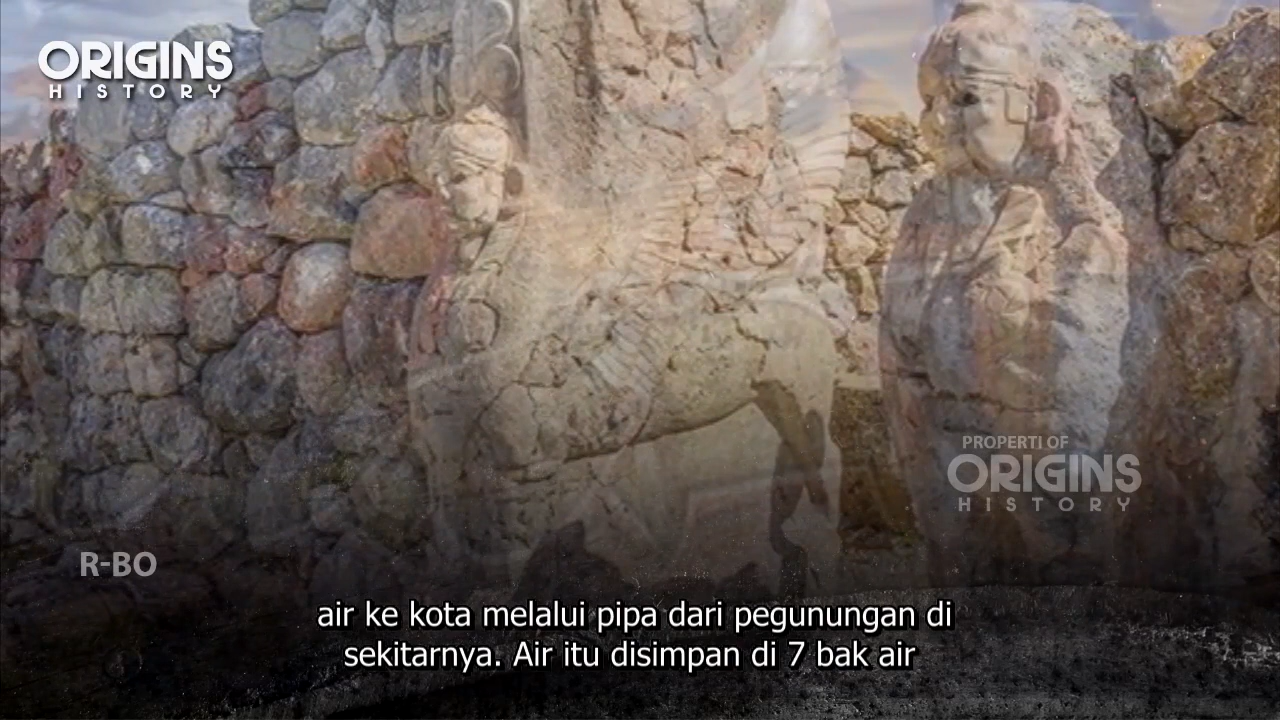 ORIGINS
HISTORY
PROPERTI OF
ORIGINS
HISTORY
R-BO
air ke kota melalui pipa dari pegunungan di
sekitarnya. Air itu disimpan di 7 bak air